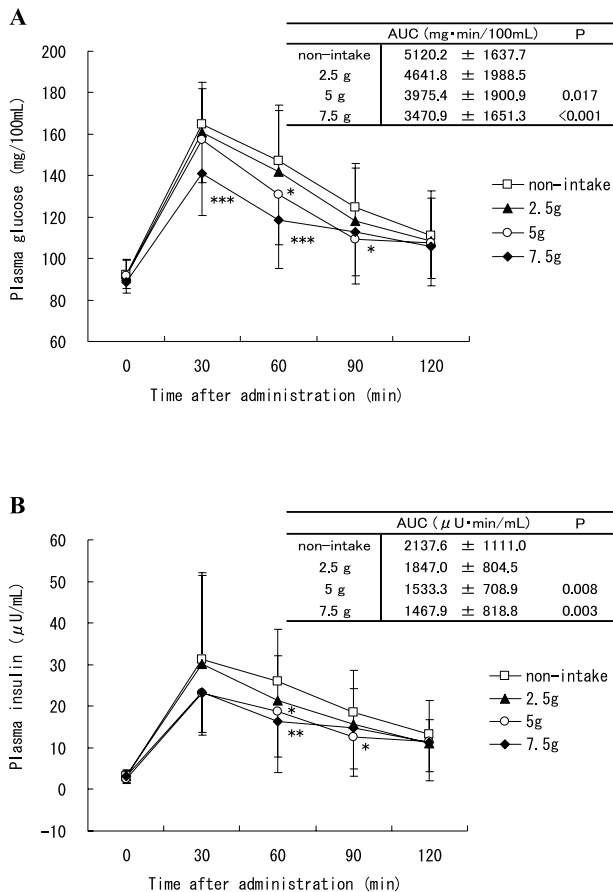 A
AUC (mg·min/100mL) P
non-intake 5120.2 ± 1637.7
2.5 g 4641.8 ± 1988.5
5 g 3975.4 ± 1900.9 0.017
7.5 g 3470.9 ± 1651.3 <0.001
200
180
160
140
120
100
80
60
Plasma glucose (mg/100mL)
***
*
***
*
non-intake
2.5g
5g
7.5g
0 30 60 90 120
Time after administration (min)
B
AUC (μU·min/mL) P
non-intake 2137.6 ± 1111.0
2.5 g 1847.0 ± 804.5
5 g 1533.3 ± 708.9 0.008
7.5 g 1467.9 ± 818.8 0.003
60
50
40
30
20
10
0
-10
Plasma insulin (μU/mL)
*
**
*
non-intake
2.5g
5g
7.5g
0 30 60 90 120
Time after administration (min)